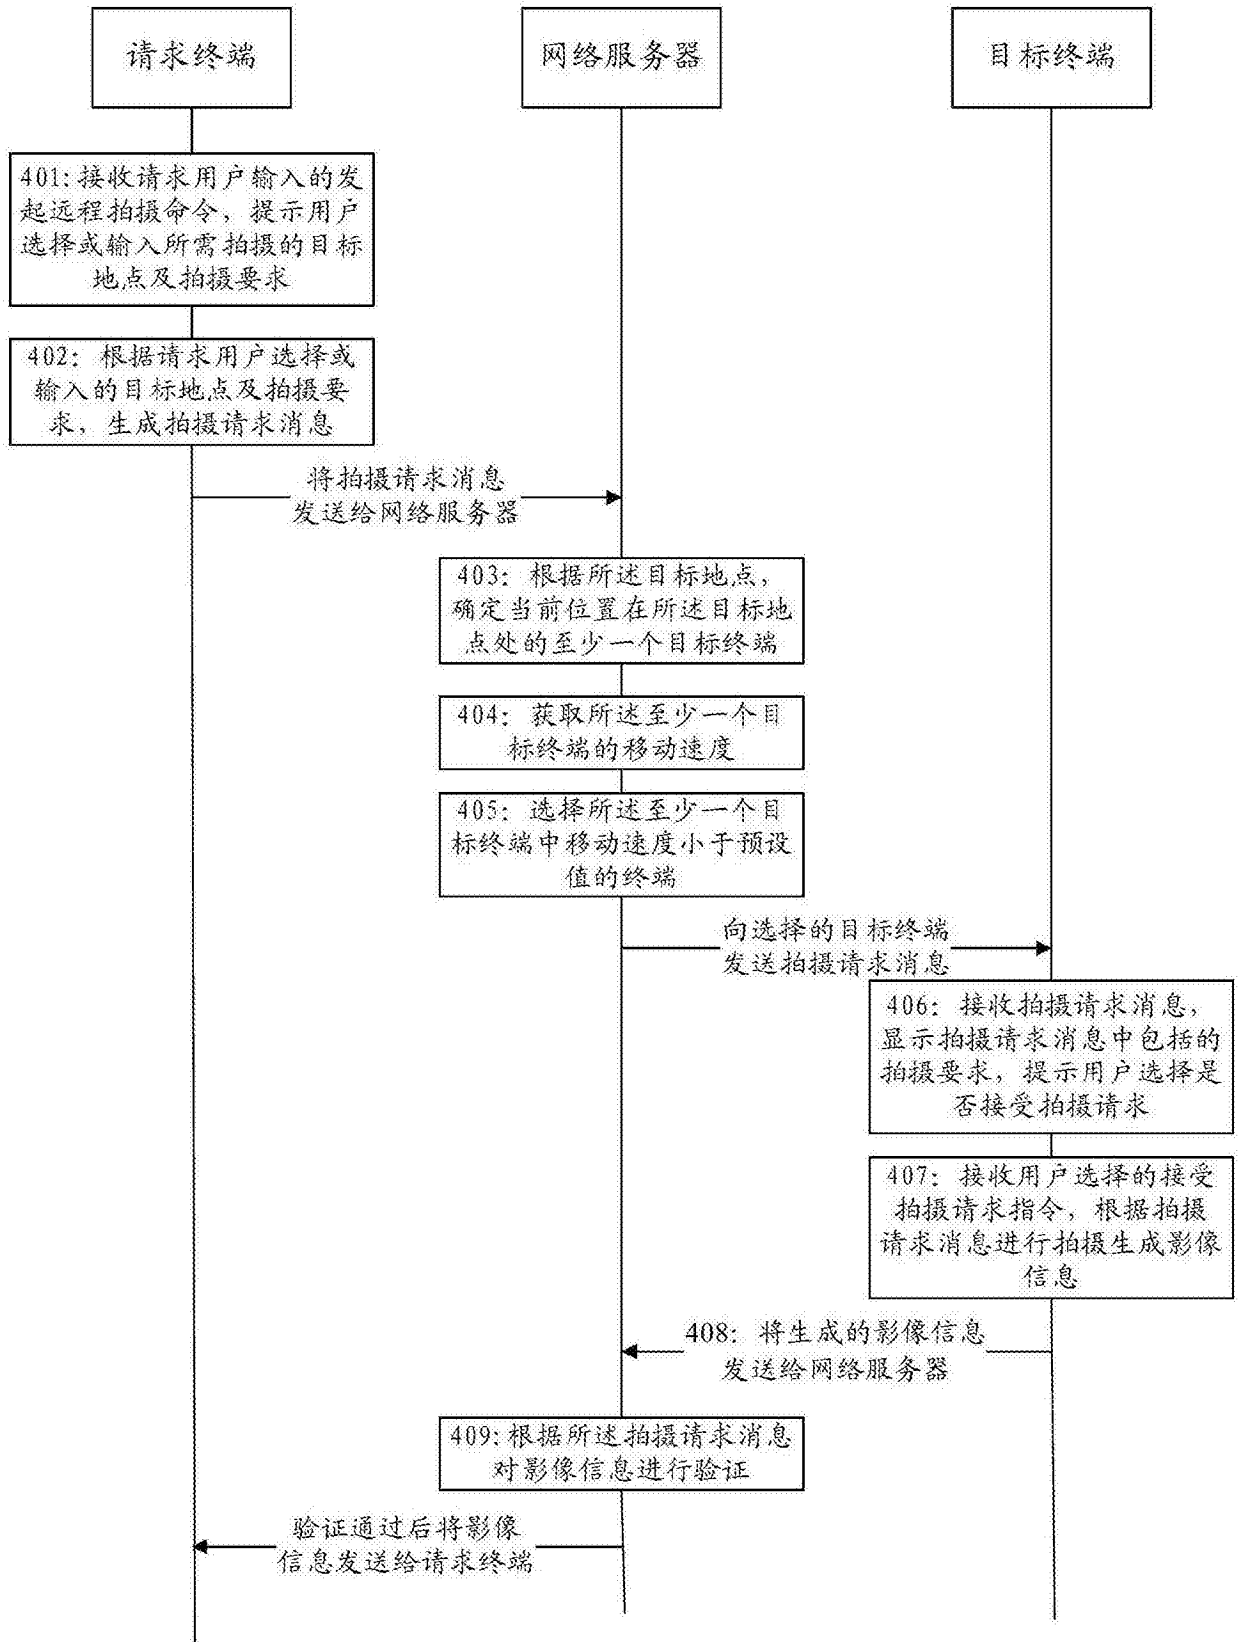 请求终端
网络服务器
目标终端
401:接收请求用户输入的发
起远程拍摄命令，提示用户
选择或输入所需拍摄的目标
地点及拍摄要求
402：根据请求用户选择或
输入的目标地点及拍摄要
求，生成拍摄请求消息
将拍摄请求消息
发送给网络服务器
403：根据所述目标地点，
确定当前位置在所述目标地
点处的至少一个目标终端
404：获取所述至少一个目
标终端的移动速度
405：选择所述至少一个目
标终端中移动速度小于预设
值的终端
向选择的目标终端
发送拍摄请求消息
406：接收拍摄请求消息，
显示拍摄请求消息中包括的
拍摄要求，提示用户选择是
否接受拍摄请求
407：接收用户选择的接受
拍摄请求指令，根据拍摄
请求消息进行拍摄生成影像
信息
408：将生成的影像信息
发送给网络服务器
409:根据所述拍摄请求消息
对影像信息进行验证
验证通过后将影像
信息发送给请求终端